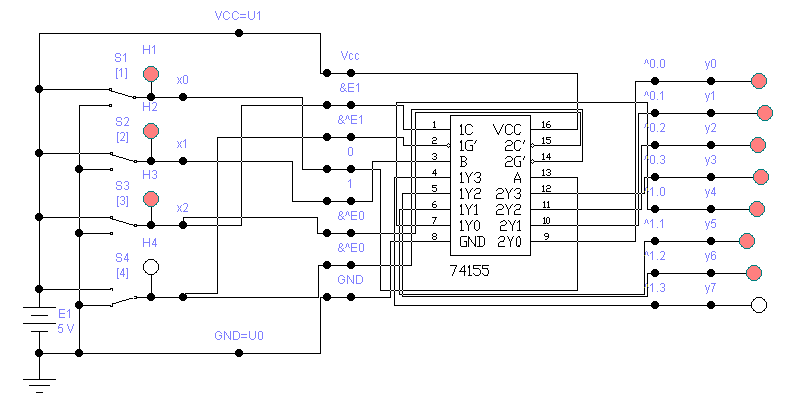 VCC=U1
S1
[1]
H1
x0
H2
S2
[2]
x1
H3
S3
[3]
x2
H4
S4
[4]
E1
5 V
GND=U0
Vcc
&E1
&^E1
0
1
&^E0
&^E0
GND
1 1C VCC 16
2 1G' 2C' 15
3 B 2G' 14
4 1Y3 A 13
5 1Y2 2Y3 12
6 1Y1 2Y2 11
7 1Y0 2Y1 10
8 GND 2Y0 9
74155
^0.0 y0
^0.1 y1
^0.2 y2
^0.3 y3
^1.0 y4
^1.1 y5
^1.2 y6
^1.3 y7